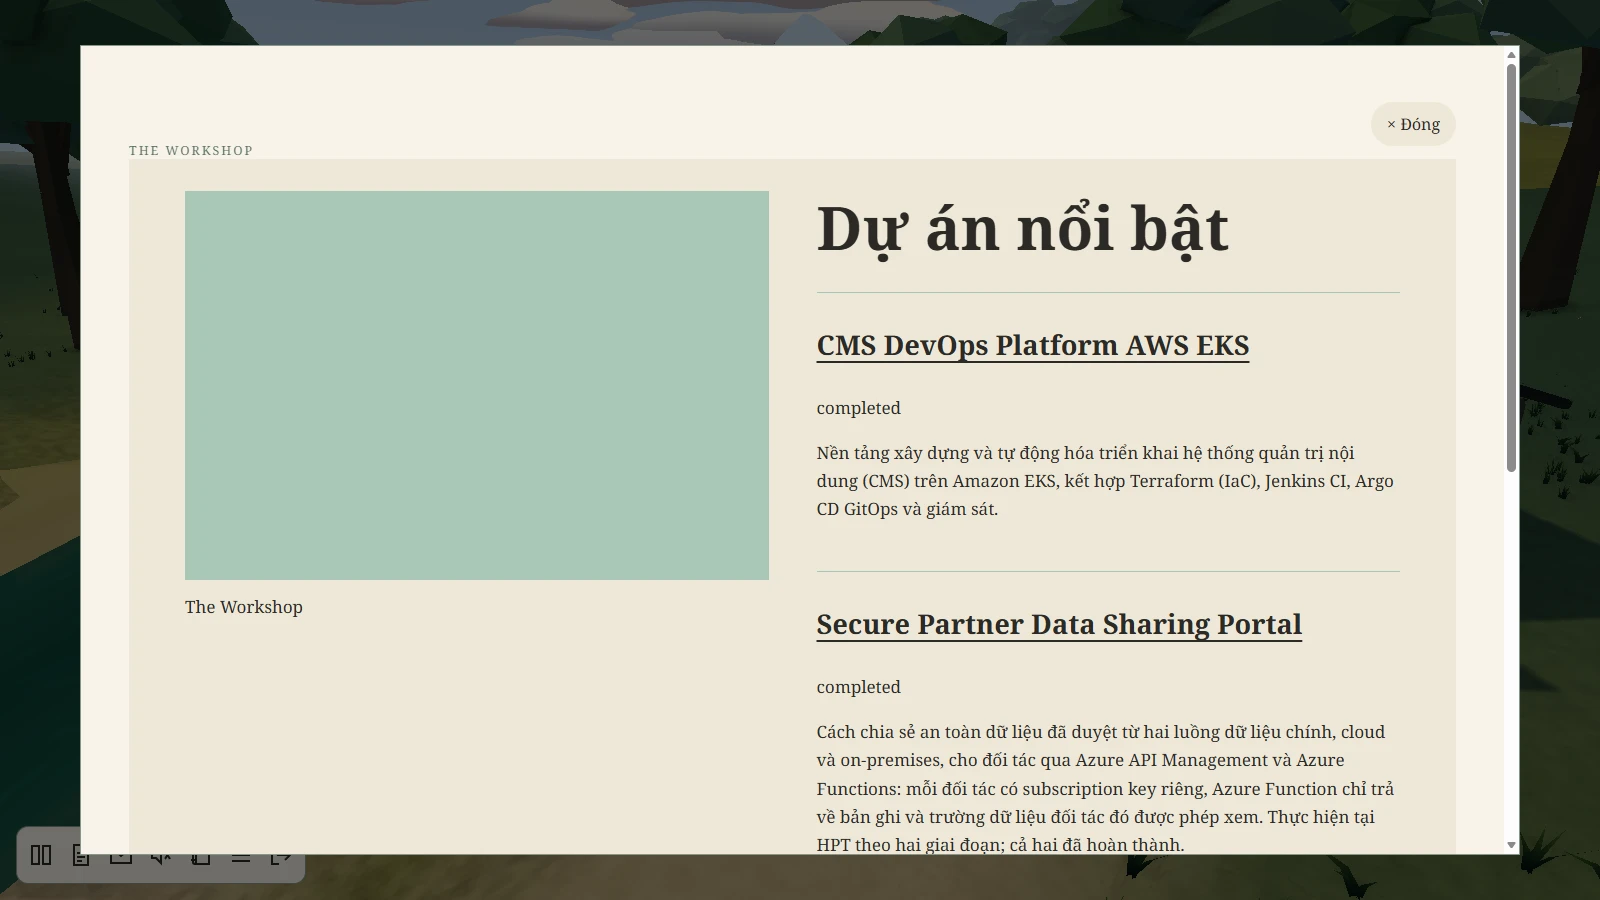 × Đóng
THE WORKSHOP
The Workshop
Dự án nổi bật
CMS DevOps Platform AWS EKS
completed
Nền tảng xây dựng và tự động hóa triển khai hệ thống quản trị nội
dung (CMS) trên Amazon EKS, kết hợp Terraform (IaC), Jenkins CI, Argo
CD GitOps và giám sát.
Secure Partner Data Sharing Portal
completed
Cách chia sẻ an toàn dữ liệu đã duyệt từ hai luồng dữ liệu chính, cloud
và on-premises, cho đối tác qua Azure API Management và Azure
Functions: mỗi đối tác có subscription key riêng, Azure Function chỉ trả
về bản ghi và trường dữ liệu đối tác đó được phép xem. Thực hiện tại
HPT theo hai giai đoạn; cả hai đã hoàn thành.